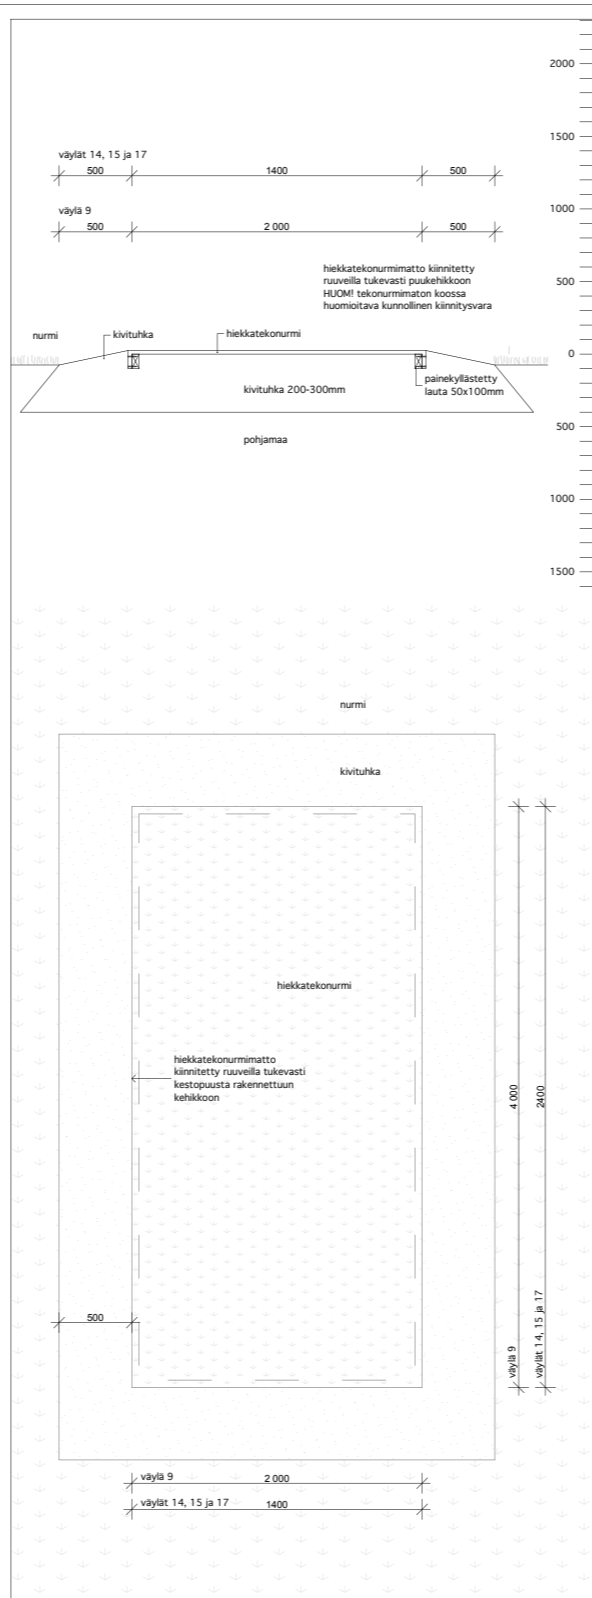 2000
1500
väylät 14, 15 ja 17
500 1400 500
1000
väylä 9
500 2 000 500
hiekkatekonurmimatto kiinnitetty
ruuveilla tukevasti puukehikkoon
HUOM! tekonurmimaton koossa
huomioitava kunnollinen kiinnitysvara
500
nurmi kivituhka hiekkatekonurmi
0
painekyllästetty
lauta 50x100mm
kivituhka 200-300mm
500
pohjamaa
1000
1500
nurmi
kivituhka
hiekkatekonurmi
hiekkatekonurmimatto
kiinnitetty ruuveilla tukevasti
kestopuusta rakennettuun
kehikkoon
4 000
2400
500
väylä 9
väylät 14, 15 ja 17
väylä 9 2 000
väylät 14, 15 ja 17 1400